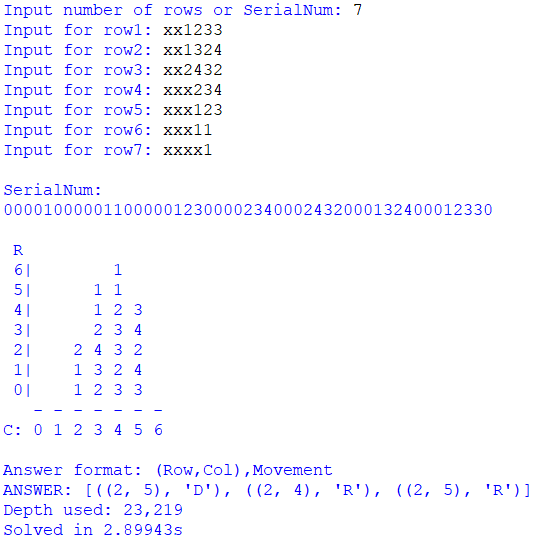 Input number of rows or SerialNum: 7
Input for row1: xx1233
Input for row2: xx1324
Input for row3: xx2432
Input for row4: xxx234
Input for row5: xxx123
Input for row6: xxx11
Input for row7: xxxx1
SerialNum:
0000100000110000012300002340002432000132400012330
R
6|        1
5|      1 1
4|      1 2 3
3|      2 3 4
2|    2 4 3 2
1|    1 3 2 4
0|    1 2 3 3
- - - - - - -
C: 0 1 2 3 4 5 6
Answer format: (Row,Col),Movement
ANSWER: [((2, 5), 'D'), ((2, 4), 'R'), ((2, 5), 'R')]
Depth used: 23,219
Solved in 2.89943s